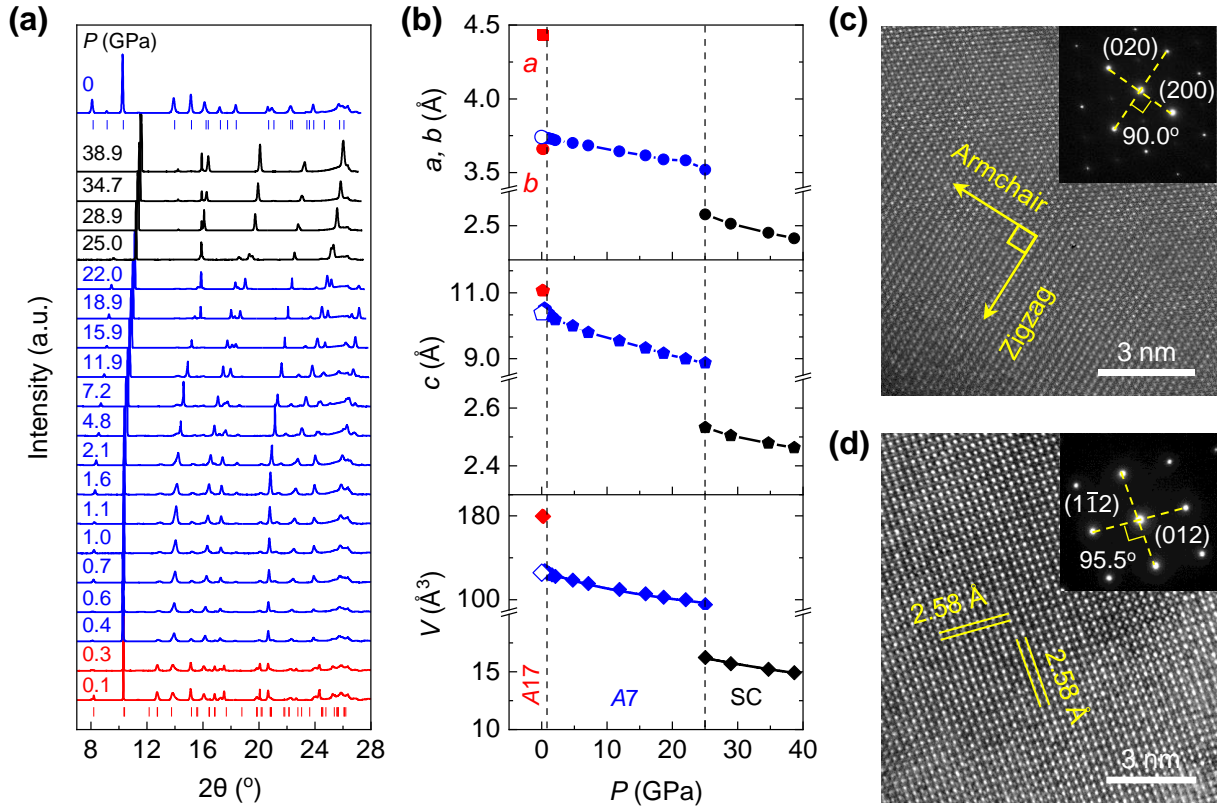 (a)
P (GPa)
0
38.9
34.7
28.9
25.0
22.0
18.9
15.9
11.9
7.2
4.8
2.1
1.6
1.1
1.0
0.7
0.6
0.4
0.3
0.1
Intensity (a.u.)
8 12 16 20 24 28
2θ (º)
(b)
4.5
4.0
3.5
2.5
a, b (Å)
a
b
11.0
9.0
2.6
2.4
c (Å)
180
100
15
10
V (Å³)
A17
A7
SC
0 10 20 30 40
P (GPa)
(c)
(020)
(200)
90.0º
Armchair
Zigzag
3 nm
(d)
(11̅2)
(012)
95.5º
2.58 Å
2.58 Å
3 nm